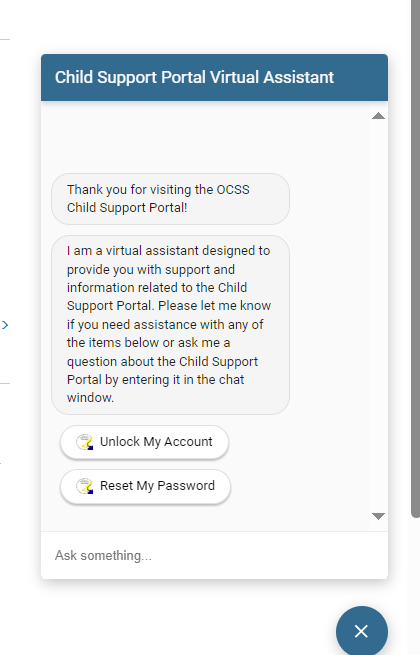 Child Support Portal Virtual Assistant
Thank you for visiting the OCSS
Child Support Portal!
I am a virtual assistant designed to
provide you with support and
information related to the Child
Support Portal. Please let me know
if you need assistance with any of
the items below or ask me a
question about the Child Support
Portal by entering it in the chat
window.
Unlock My Account
Reset My Password
Ask something...